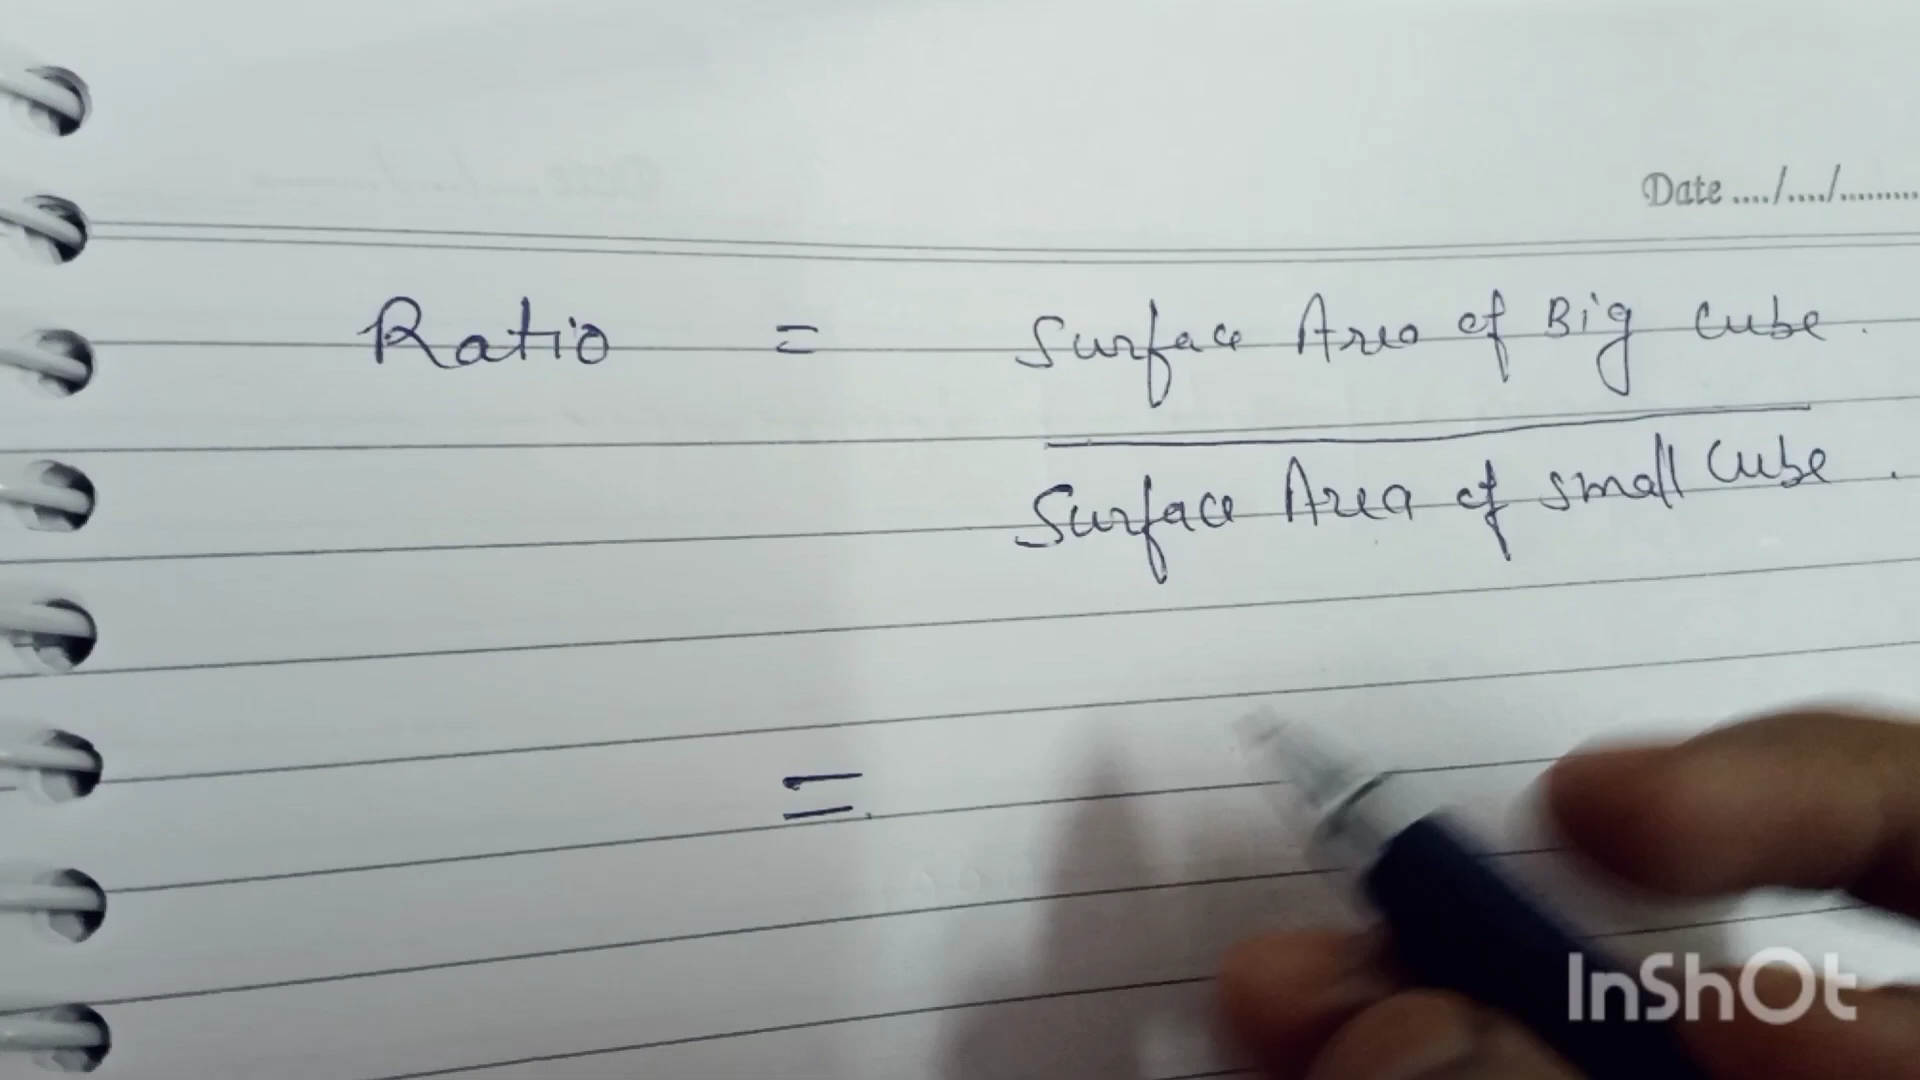 Date ..../..../.........
Ratio = Surface Area of Big Cube.
Surface Area of small Cube.
=
InShOt